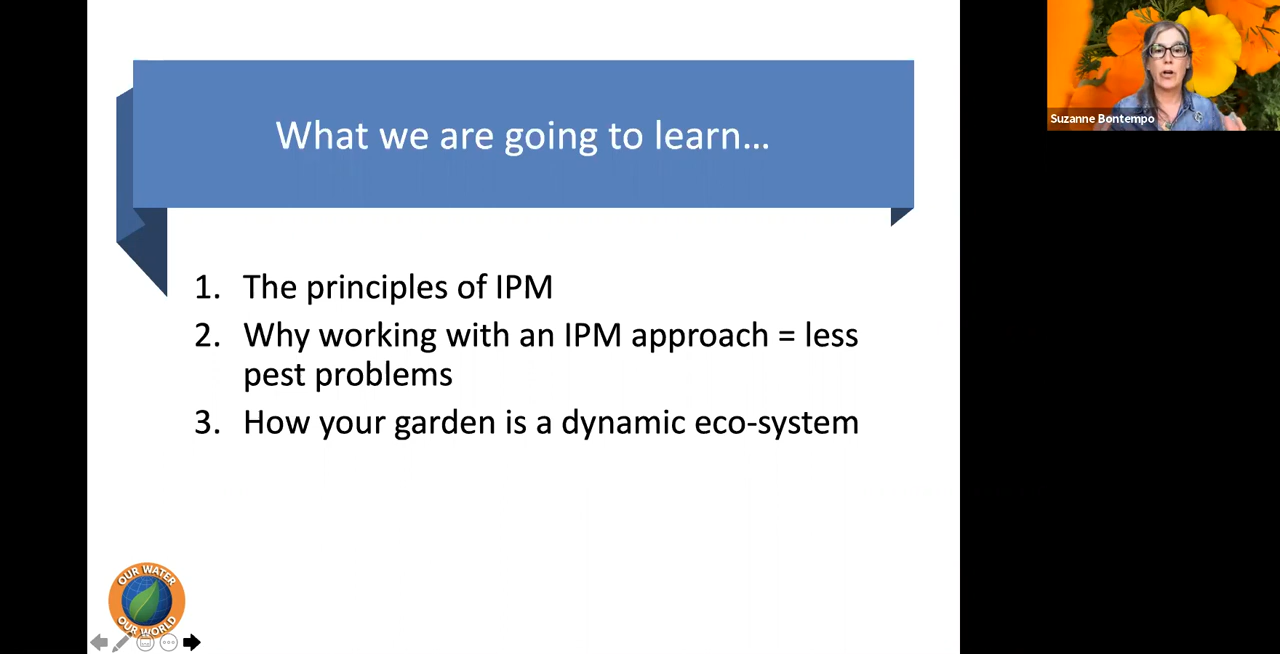 What we are going to learn…
1. The principles of IPM
2. Why working with an IPM approach = less
pest problems
3. How your garden is a dynamic eco-system
Suzanne Bontempo
OUR WATER
OUR WORLD